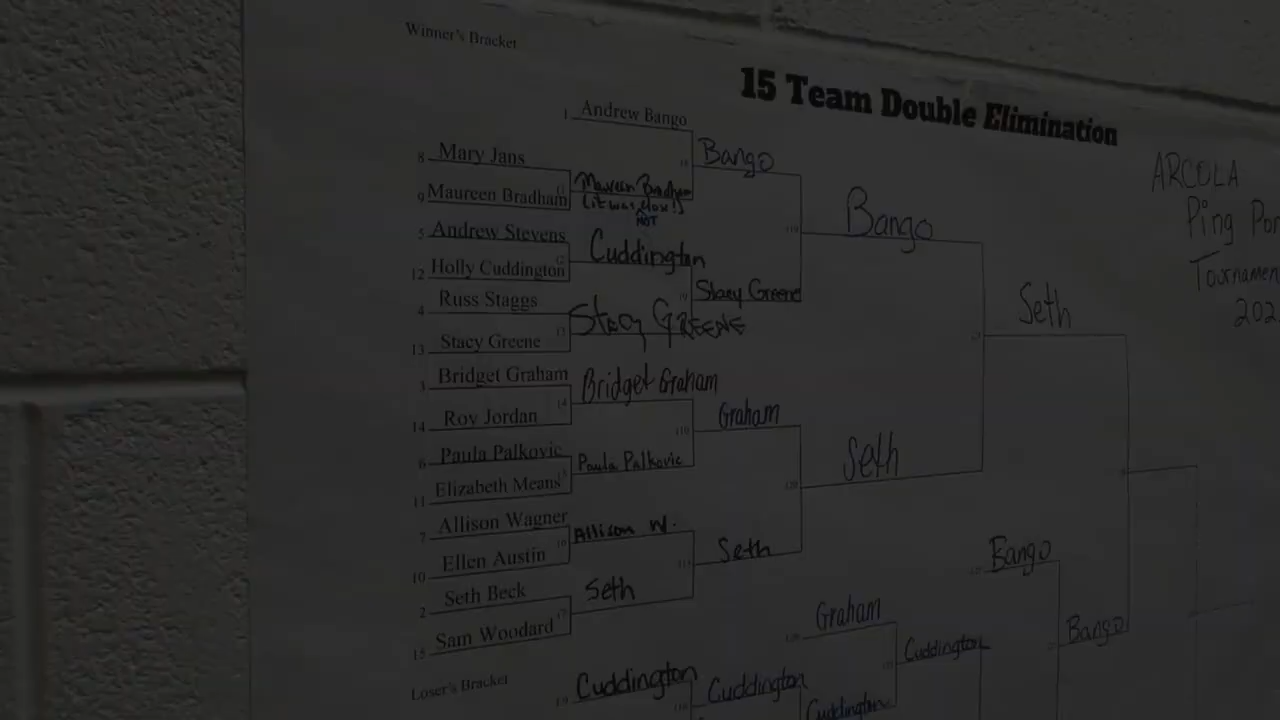 Winner's Bracket
15 Team Double Elimination
ARCOLA
Ping Pon
Tournamen
202
1 Andrew Bango
8 Mary Jans
9 Maureen Bradham
5 Andrew Stevens
12 Holly Cuddington
4 Russ Staggs
13 Stacy Greene
3 Bridget Graham
14 Roy Jordan
6 Paula Palkovic
11 Elizabeth Means
7 Allison Wagner
10 Ellen Austin
2 Seth Beck
15 Sam Woodard
Maureen Bradham
(it was close!)
NOT
Cuddington
Stacy GREENE
Bridget Graham
Paula Palkovic
Allison W.
Seth
Bango
Stacy Greene
Graham
Seth
Bango
Seth
Seth
Loser's Bracket
Cuddington
Cuddington
Graham
Cuddington
Cuddington
Bango
Bango